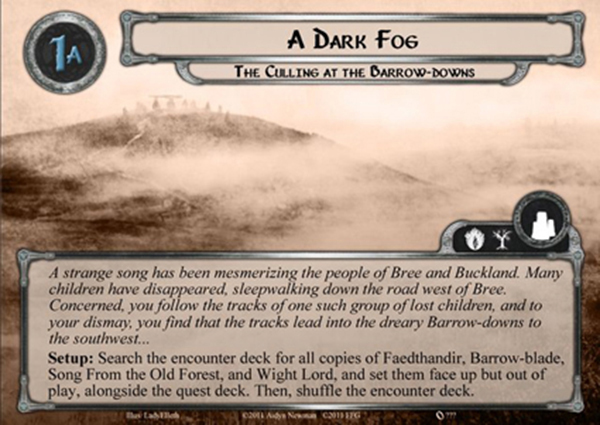 1A
A Dark Fog
The Culling at the Barrow-downs
A strange song has been mesmerizing the people of Bree and Buckland. Many
children have disappeared, sleepwalking down the road west of Bree.
Concerned, you follow the tracks of one such group of lost children, and to
your dismay, you find that the tracks lead into the dreary Barrow-downs to
the southwest...
Setup: Search the encounter deck for all copies of Faedthandir, Barrow-blade,
Song From the Old Forest, and Wight Lord, and set them face up but out of
play, alongside the quest deck. Then, shuffle the encounter deck.
©2011 FFG ???